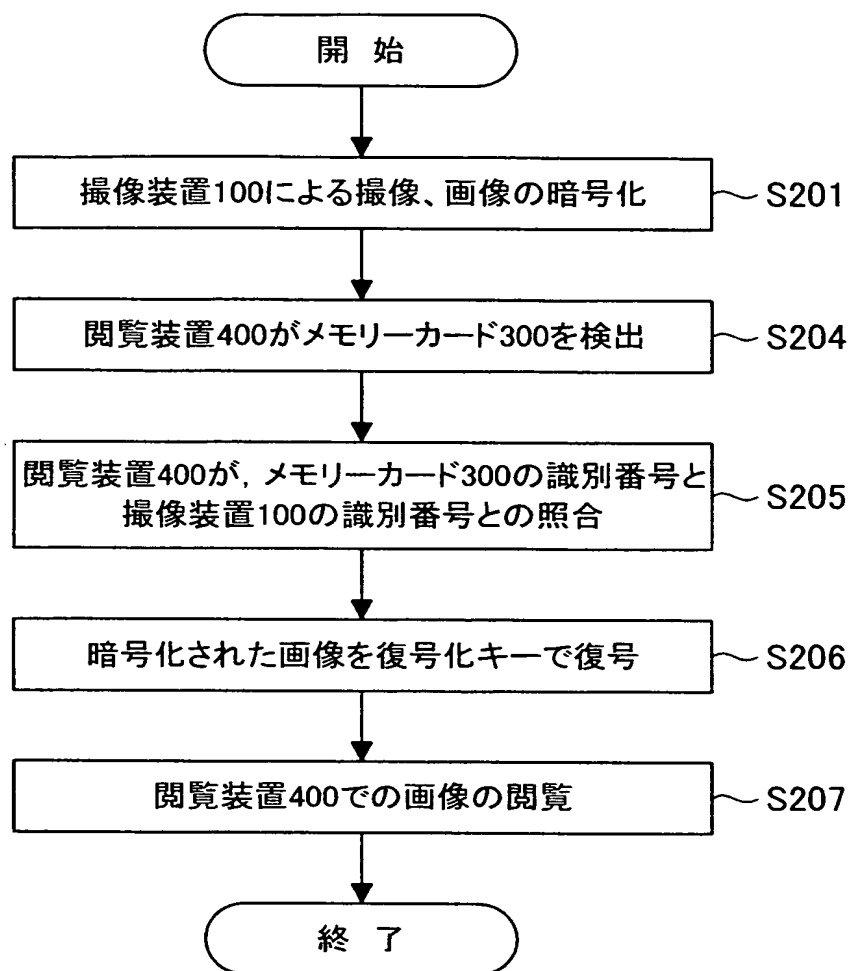 開 始
撮像装置100による撮像、画像の暗号化
S201
閲覧装置400がメモリーカード300を検出
S204
閲覧装置400が,メモリーカード300の識別番号と
撮像装置100の識別番号との照合
S205
暗号化された画像を復号化キーで復号
S206
閲覧装置400での画像の閲覧
S207
終 了